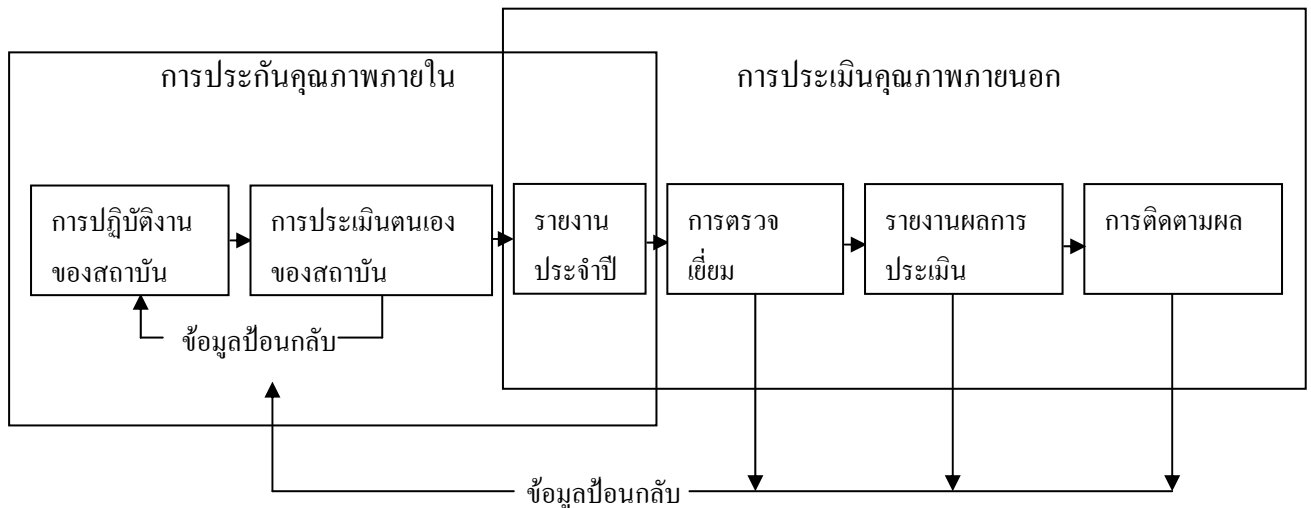 การประกันคุณภาพภายใน
การประเมินคุณภาพภายนอก
การปฏิบัติงาน
ของสถาบัน
การประเมินตนเอง
ของสถาบัน
รายงาน
ประจำปี
การตรวจ
เยี่ยม
รายงานผลการ
ประเมิน
การติดตามผล
ข้อมูลป้อนกลับ
ข้อมูลป้อนกลับ